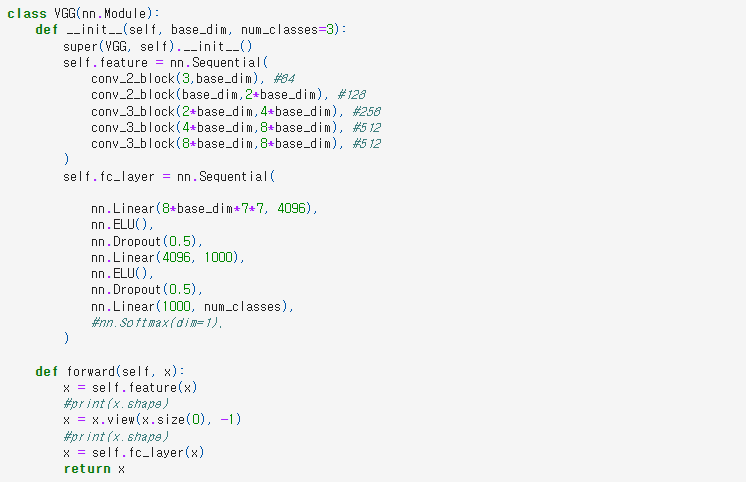 class VGG(nn.Module):
    def __init__(self, base_dim, num_classes=3):
        super(VGG, self).__init__()
        self.feature = nn.Sequential(
            conv_2_block(3,base_dim), #64
            conv_2_block(base_dim,2*base_dim), #128
            conv_3_block(2*base_dim,4*base_dim), #256
            conv_3_block(4*base_dim,8*base_dim), #512
            conv_3_block(8*base_dim,8*base_dim), #512
        )
        self.fc_layer = nn.Sequential(
            nn.Linear(8*base_dim*7*7, 4096),
            nn.ELU(),
            nn.Dropout(0.5),
            nn.Linear(4096, 1000),
            nn.ELU(),
            nn.Dropout(0.5),
            nn.Linear(1000, num_classes),
            #nn.Softmax(dim=1),
        )
    def forward(self, x):
        x = self.feature(x)
        #print(x.shape)
        x = x.view(x.size(0), -1)
        #print(x.shape)
        x = self.fc_layer(x)
        return x